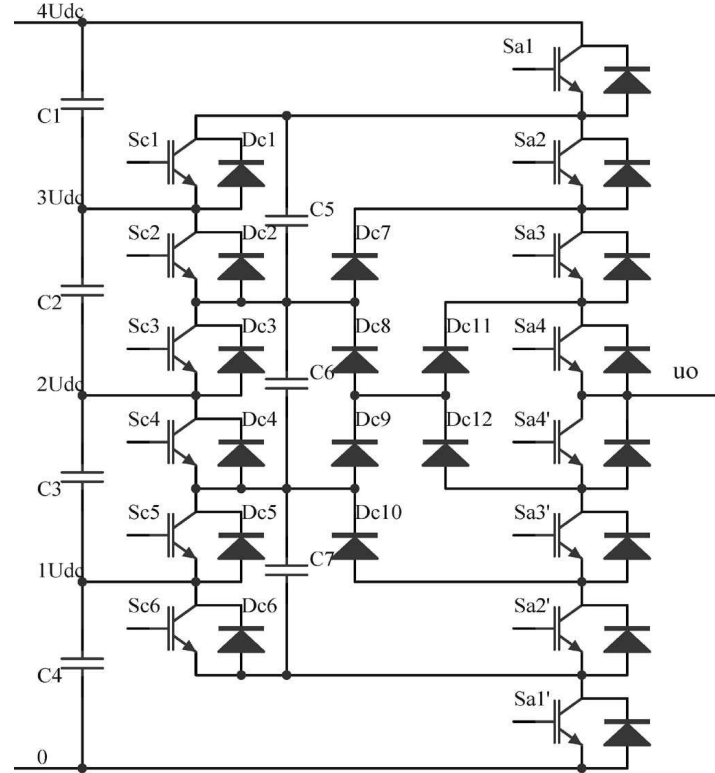 4Udc
Sa1
C1
Sc1
Dc1
Sa2
3Udc
C5
Sc2
Dc2
Dc7
Sa3
C2
Sc3
Dc3
Dc8
Dc11
Sa4
C6
2Udc
uo
Sc4
Dc4
Dc9
Dc12
Sa4'
C3
Sc5
Dc5
Dc10
Sa3'
C7
1Udc
Sc6
Dc6
Sa2'
C4
Sa1'
0